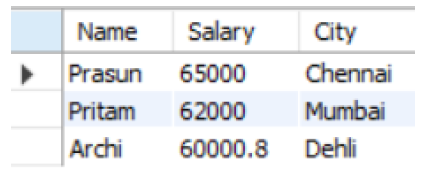 Name Salary City
Prasun 65000 Chennai
Pritam 62000 Mumbai
Archi 60000.8 Dehli